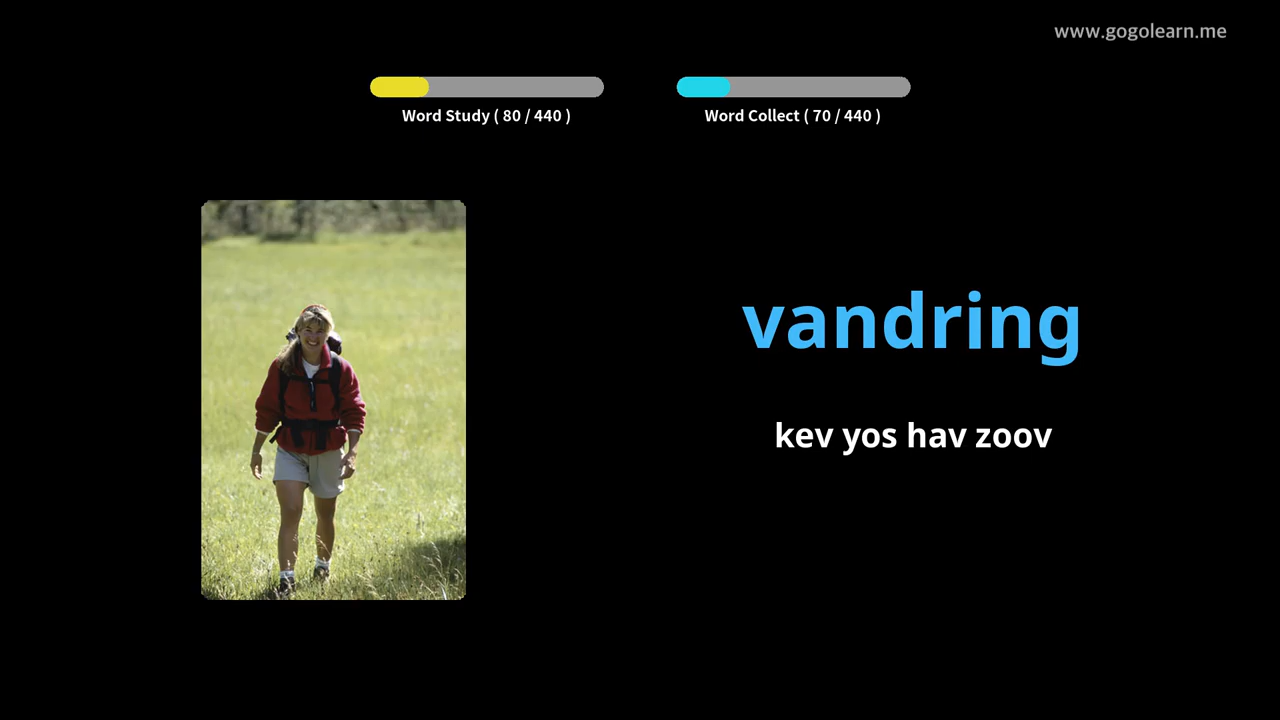 www.gogolearn.me
Word Study ( 80 / 440 )
Word Collect ( 70 / 440 )
vandring
kev yos hav zoov